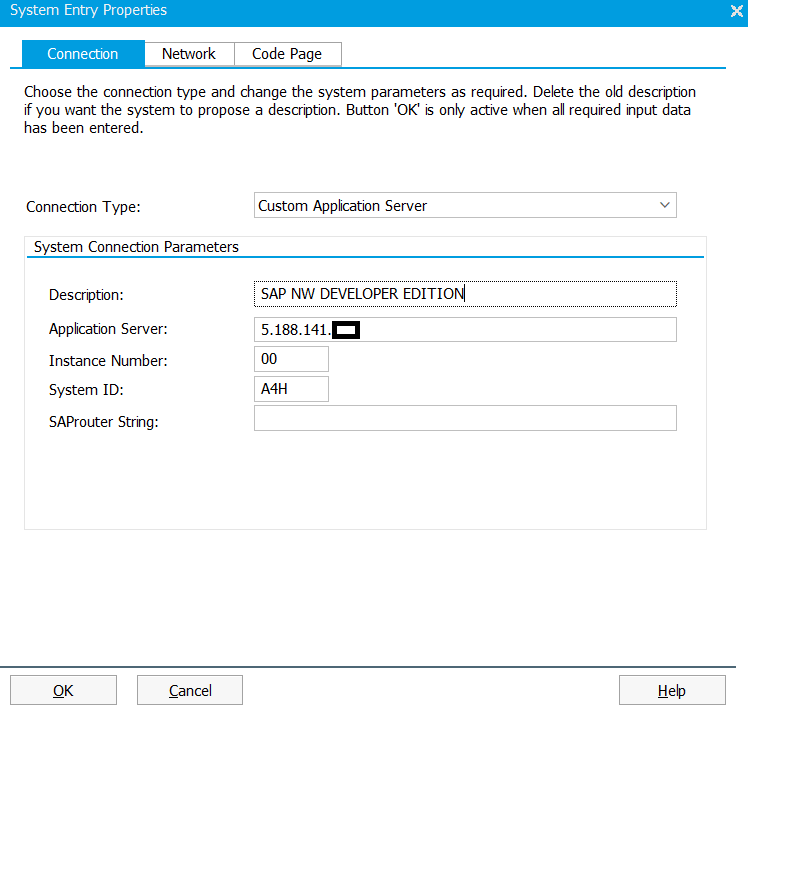 System Entry Properties
Connection
Network
Code Page
Choose the connection type and change the system parameters as required. Delete the old description
if you want the system to propose a description. Button 'OK' is only active when all required input data
has been entered.
Connection Type:
Custom Application Server
System Connection Parameters
Description:
SAP NW DEVELOPER EDITION
Application Server:
5.188.141.
Instance Number:
00
System ID:
A4H
SAProuter String:
OK
Cancel
Help